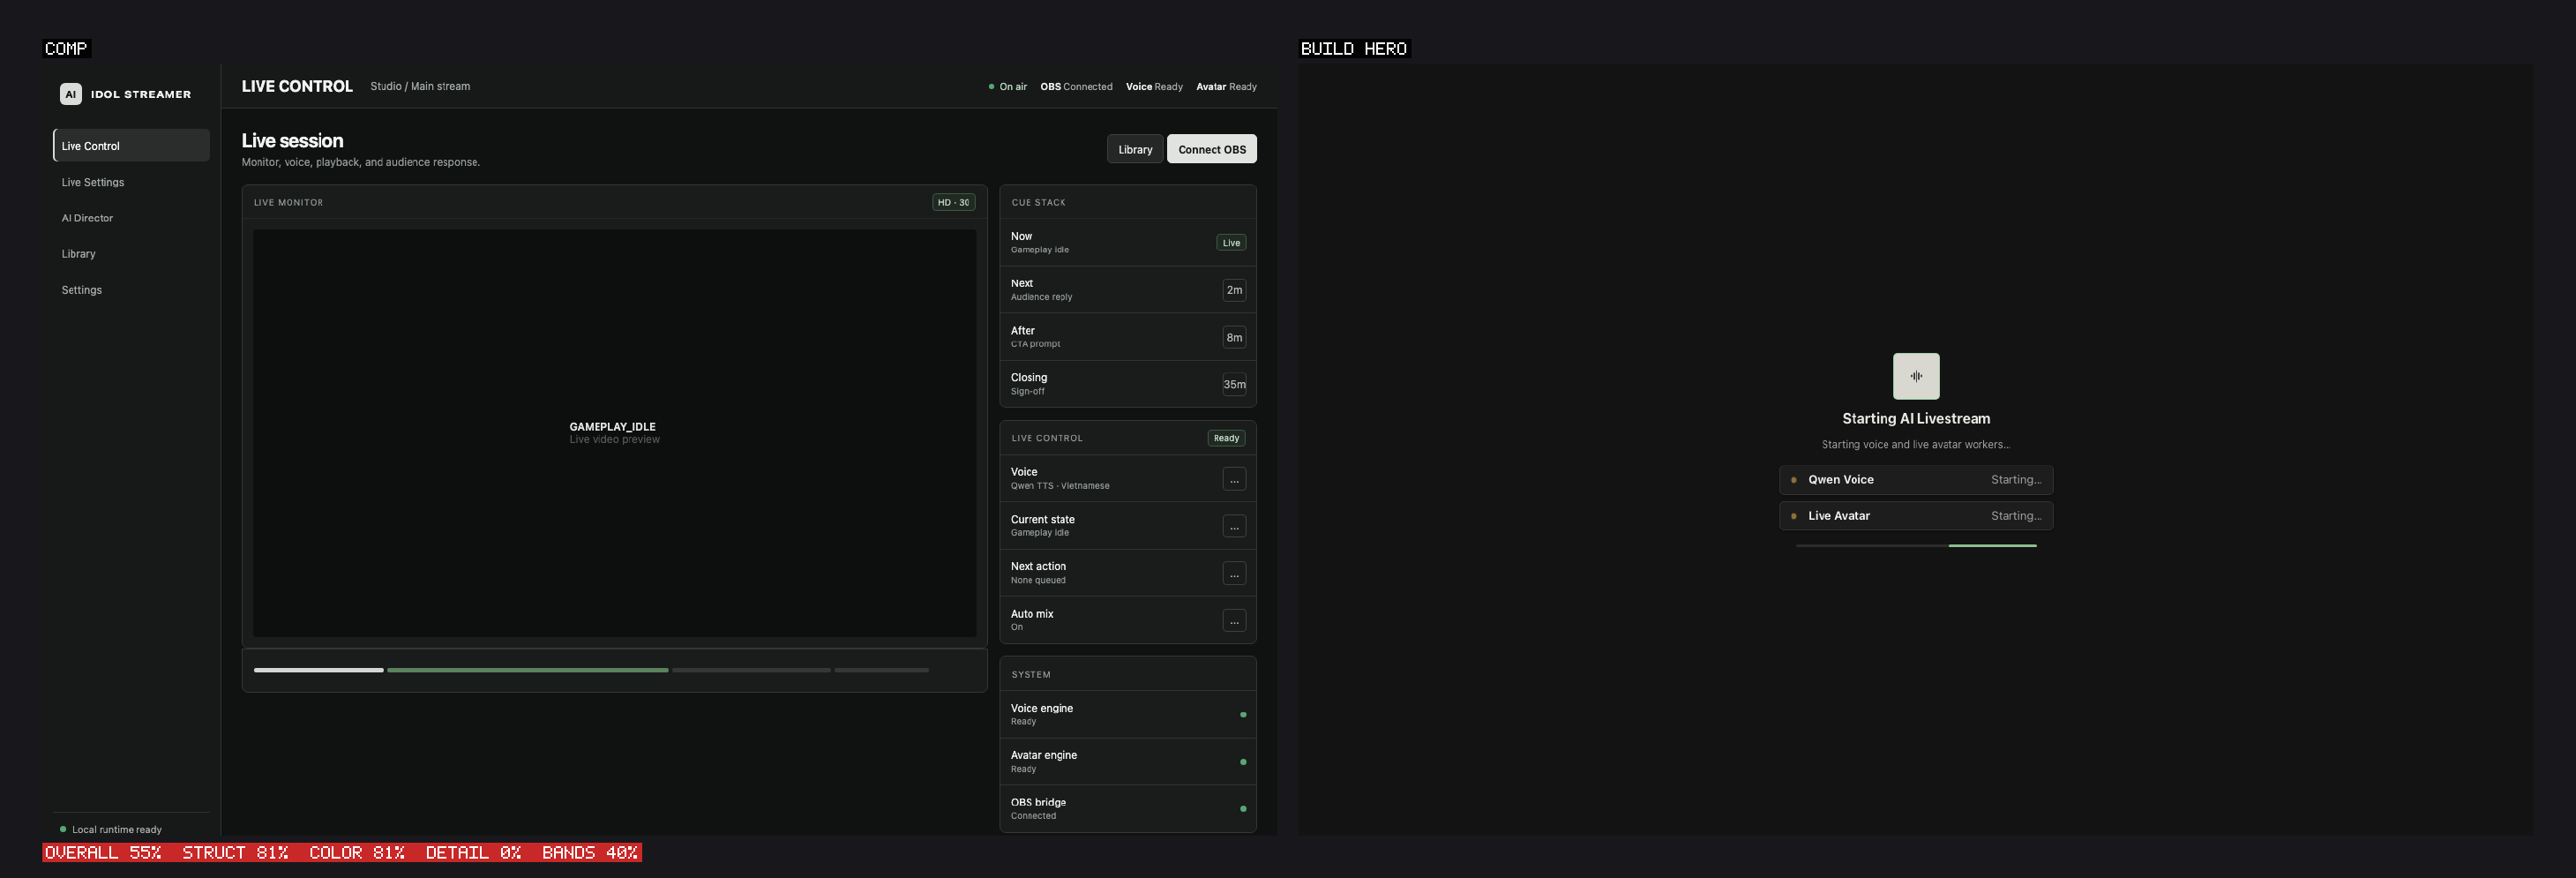 COMP
AI IDOL STREAMER
Live Control
Live Settings
AI Director
Library
Settings
Local runtime ready
LIVE CONTROL Studio / Main stream
On air OBS Connected Voice Ready Avatar Ready
Live session
Monitor, voice, playback, and audience response.
Library Connect OBS
LIVE MONITOR HD · 30
GAMEPLAY_IDLE
Live video preview
CUE STACK
Now
Gameplay idle
Live
Next
Audience reply
2m
After
CTA prompt
8m
Closing
Sign-off
35m
LIVE CONTROL Ready
Voice
Qwen TTS · Vietnamese
...
Current state
Gameplay idle
...
Next action
None queued
...
Auto mix
On
...
SYSTEM
Voice engine
Ready
Avatar engine
Ready
OBS bridge
Connected
OVERALL 55% STRUCT 81% COLOR 81% DETAIL 0% BANDS 40%
BUILD HERO
Starting AI Livestream
Starting voice and live avatar workers...
Qwen Voice Starting...
Live Avatar Starting...